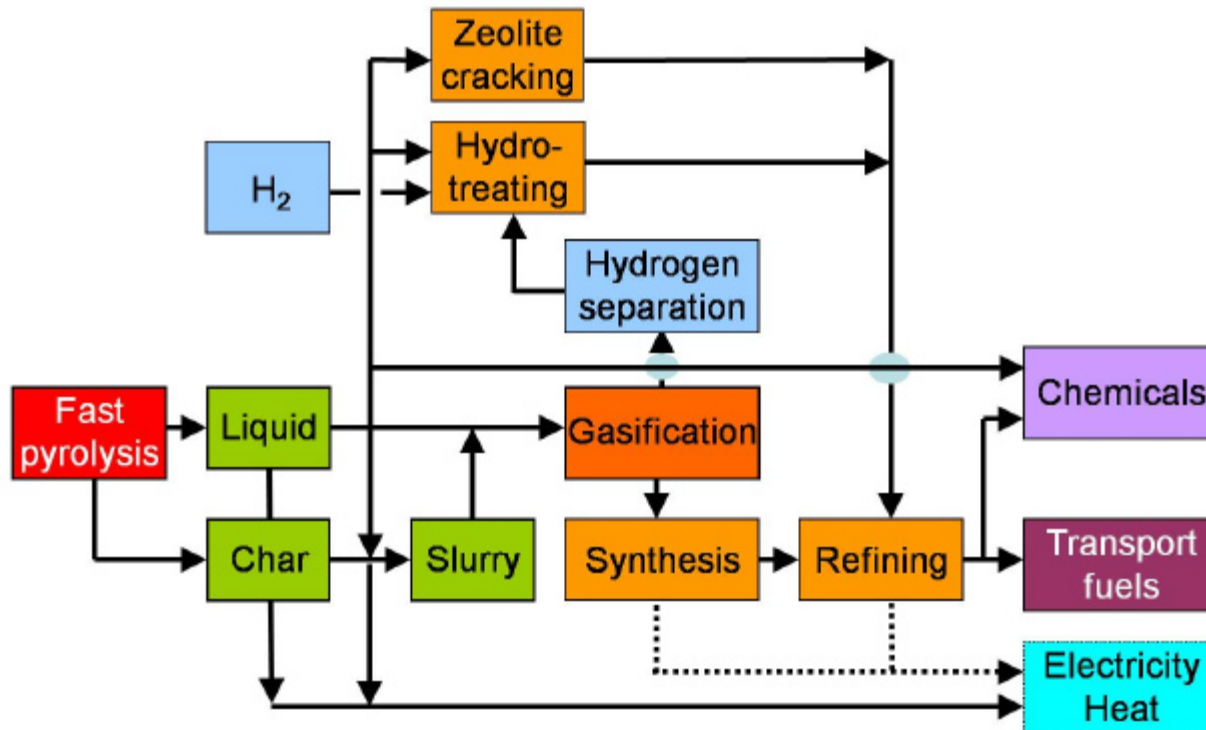 Zeolite
cracking
Hydro-
treating
H₂
Hydrogen
separation
Chemicals
Fast
pyrolysis
Liquid
Gasification
Char
Slurry
Synthesis
Refining
Transport
fuels
Electricity
Heat